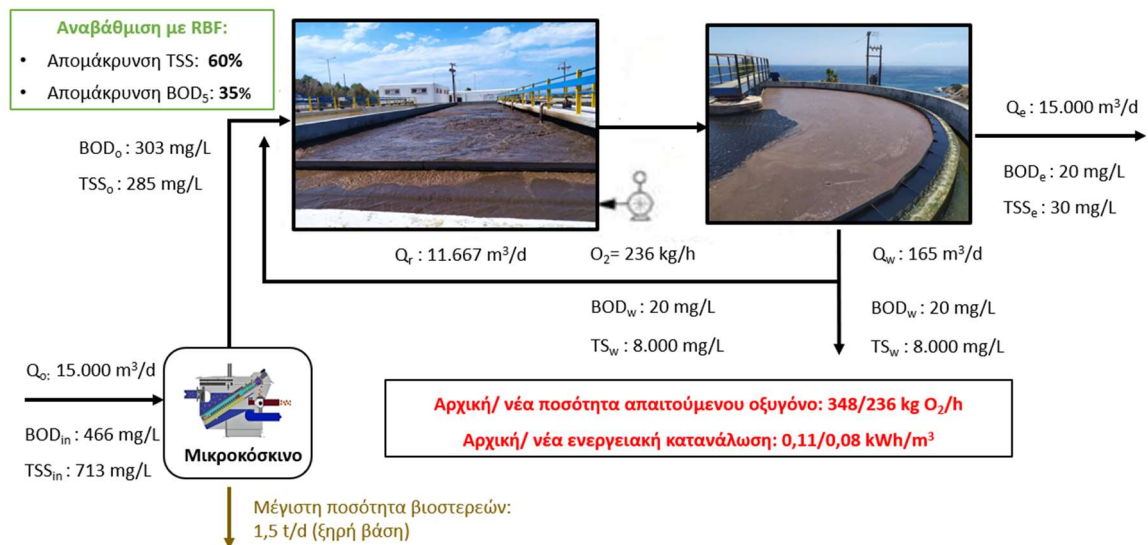 Αναβάθμιση με RBF:
• Απομάκρυνση TSS: 60%
• Απομάκρυνση BOD5: 35%
BODo : 303 mg/L
TSSo : 285 mg/L
Qe : 15.000 m3/d
BODe : 20 mg/L
TSSe : 30 mg/L
Qr : 11.667 m3/d
O2= 236 kg/h
Qw : 165 m3/d
BODw : 20 mg/L
TSw : 8.000 mg/L
BODw : 20 mg/L
TSw : 8.000 mg/L
Qo: 15.000 m3/d
BODin : 466 mg/L
TSSin : 713 mg/L
Μικροκόσκινο
Αρχική/ νέα ποσότητα απαιτούμενου οξυγόνο: 348/236 kg O2/h
Αρχική/ νέα ενεργειακή κατανάλωση: 0,11/0,08 kWh/m3
Μέγιστη ποσότητα βιοστερεών:
1,5 t/d (ξηρή βάση)